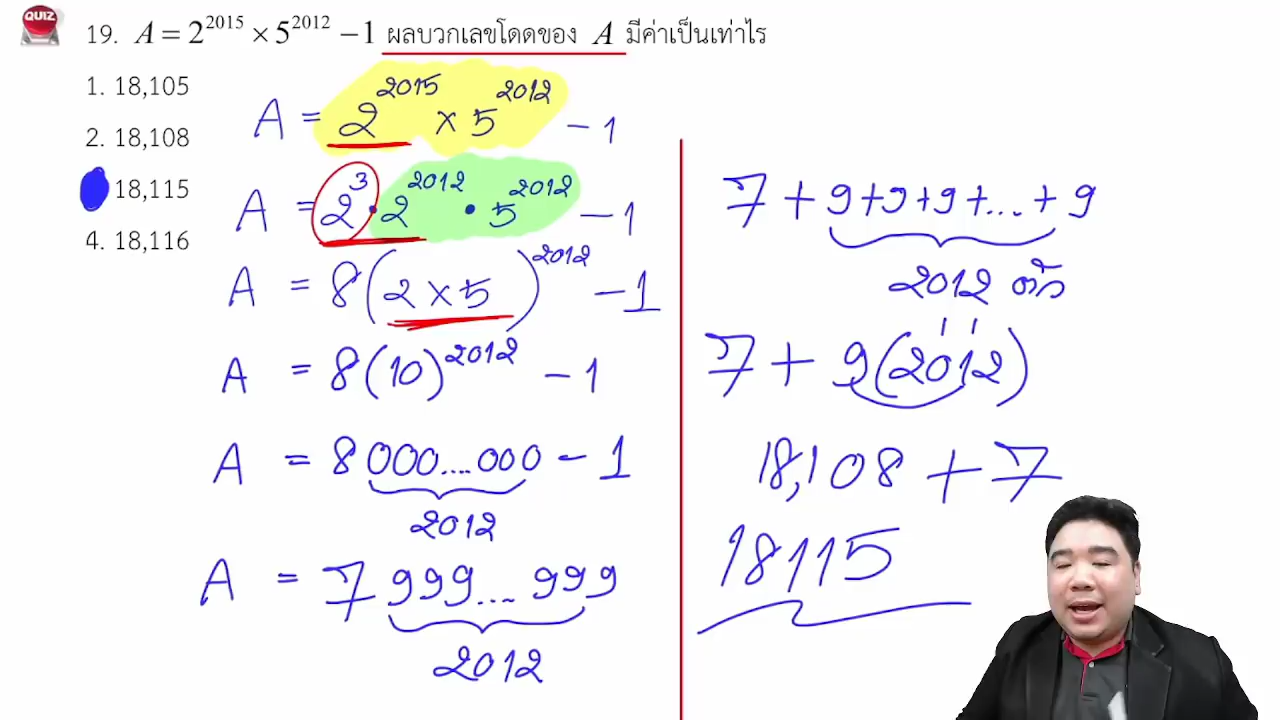 QUIZ
19. A = 2^2015 × 5^2012 − 1 ผลบวกเลขโดดของ A มีค่าเป็นเท่าไร
1. 18,105
2. 18,108
18,115
4. 18,116
A = 2^2015 × 5^2012 − 1
A = 2^3 · 2^2012 · 5^2012 − 1
A = 8(2 × 5)^2012 − 1
A = 8(10)^2012 − 1
A = 8000...000 − 1
2012
A = 7999...999
2012
7 + 9+9+9+...+9
2012 ตัว
1 1
7 + 9(2012)
18,108 + 7
18115